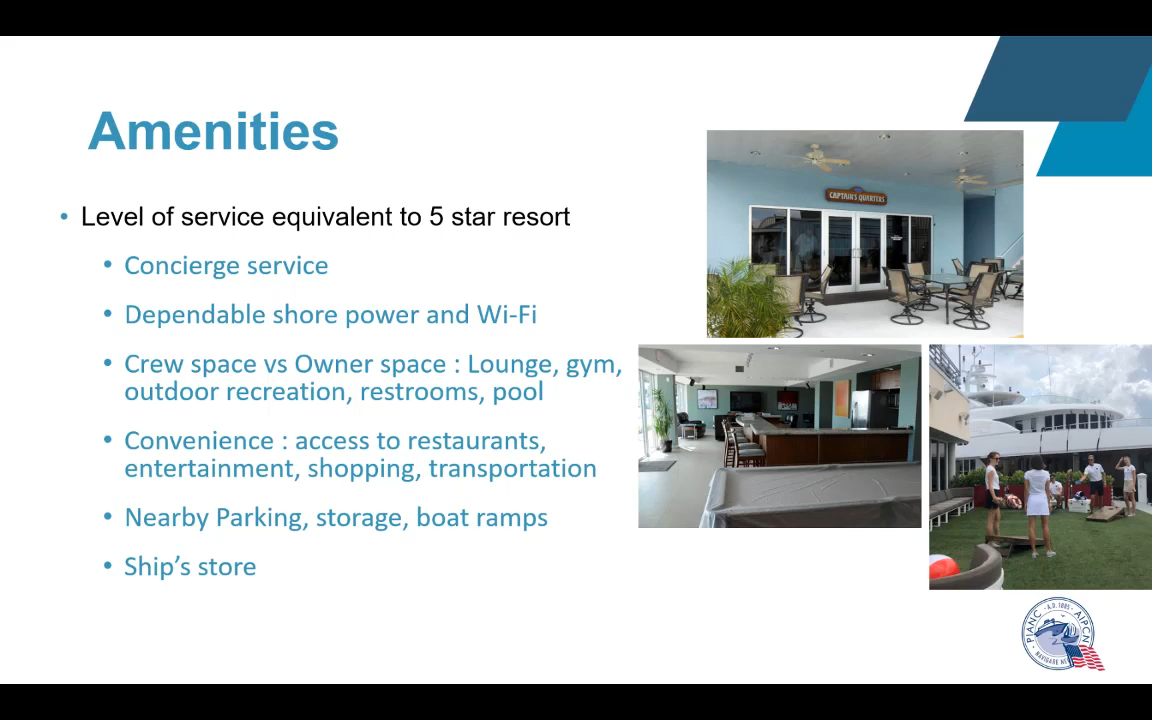 Amenities
• Level of service equivalent to 5 star resort
• Concierge service
• Dependable shore power and Wi-Fi
• Crew space vs Owner space : Lounge, gym,
outdoor recreation, restrooms, pool
• Convenience : access to restaurants,
entertainment, shopping, transportation
• Nearby Parking, storage, boat ramps
• Ship’s store
CAPTAIN'S QUARTERS
PIANC · A.D. 1885 · AIPCN
NAVIGARE